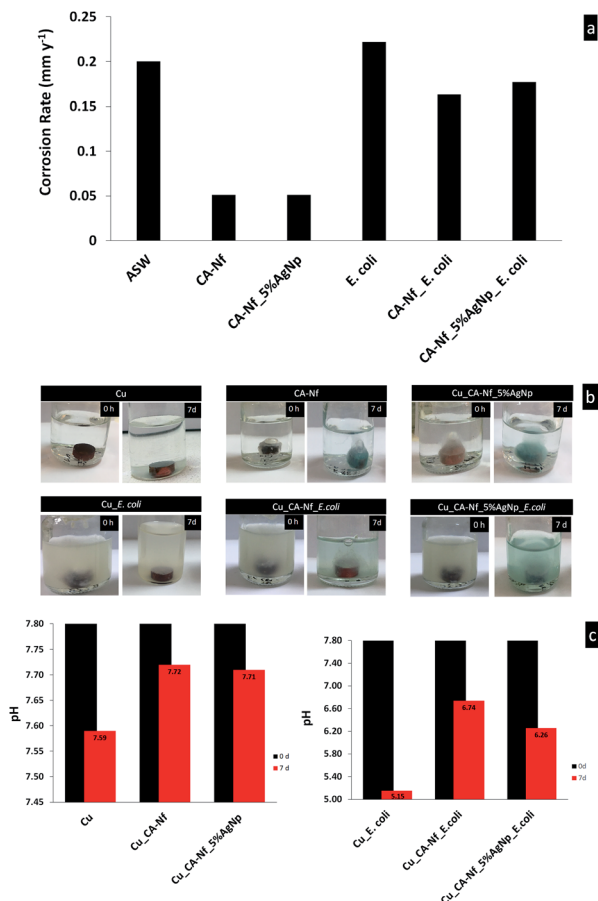 a
Corrosion Rate (mm y-1)
0.25
0.2
0.15
0.1
0.05
0
ASW
CA-Nf
CA-Nf_5%AgNp
E. coli
CA-Nf_ E. coli
CA-Nf_5%AgNp_ E. coli
b
Cu
0 h
7d
CA-Nf
0 h
7 d
Cu_CA-Nf_5%AgNp
0 h
7 d
Cu_E. coli
0 h
7d
Cu_CA-Nf_E.coli
0 h
7d
Cu_CA-Nf_5%AgNp_E.coli
0 h
7d
c
pH
7.80
7.75
7.70
7.65
7.60
7.55
7.50
7.45
7.59
7.72
7.71
0 d
7 d
Cu
Cu_CA-Nf
Cu_CA-Nf_5%AgNp
pH
7.80
7.40
7.00
6.60
6.20
5.80
5.40
5.00
5.15
6.74
6.26
0d
7d
Cu_E. coli
Cu_CA-Nf_E.coli
Cu_CA-Nf_5%AgNp_E.coli